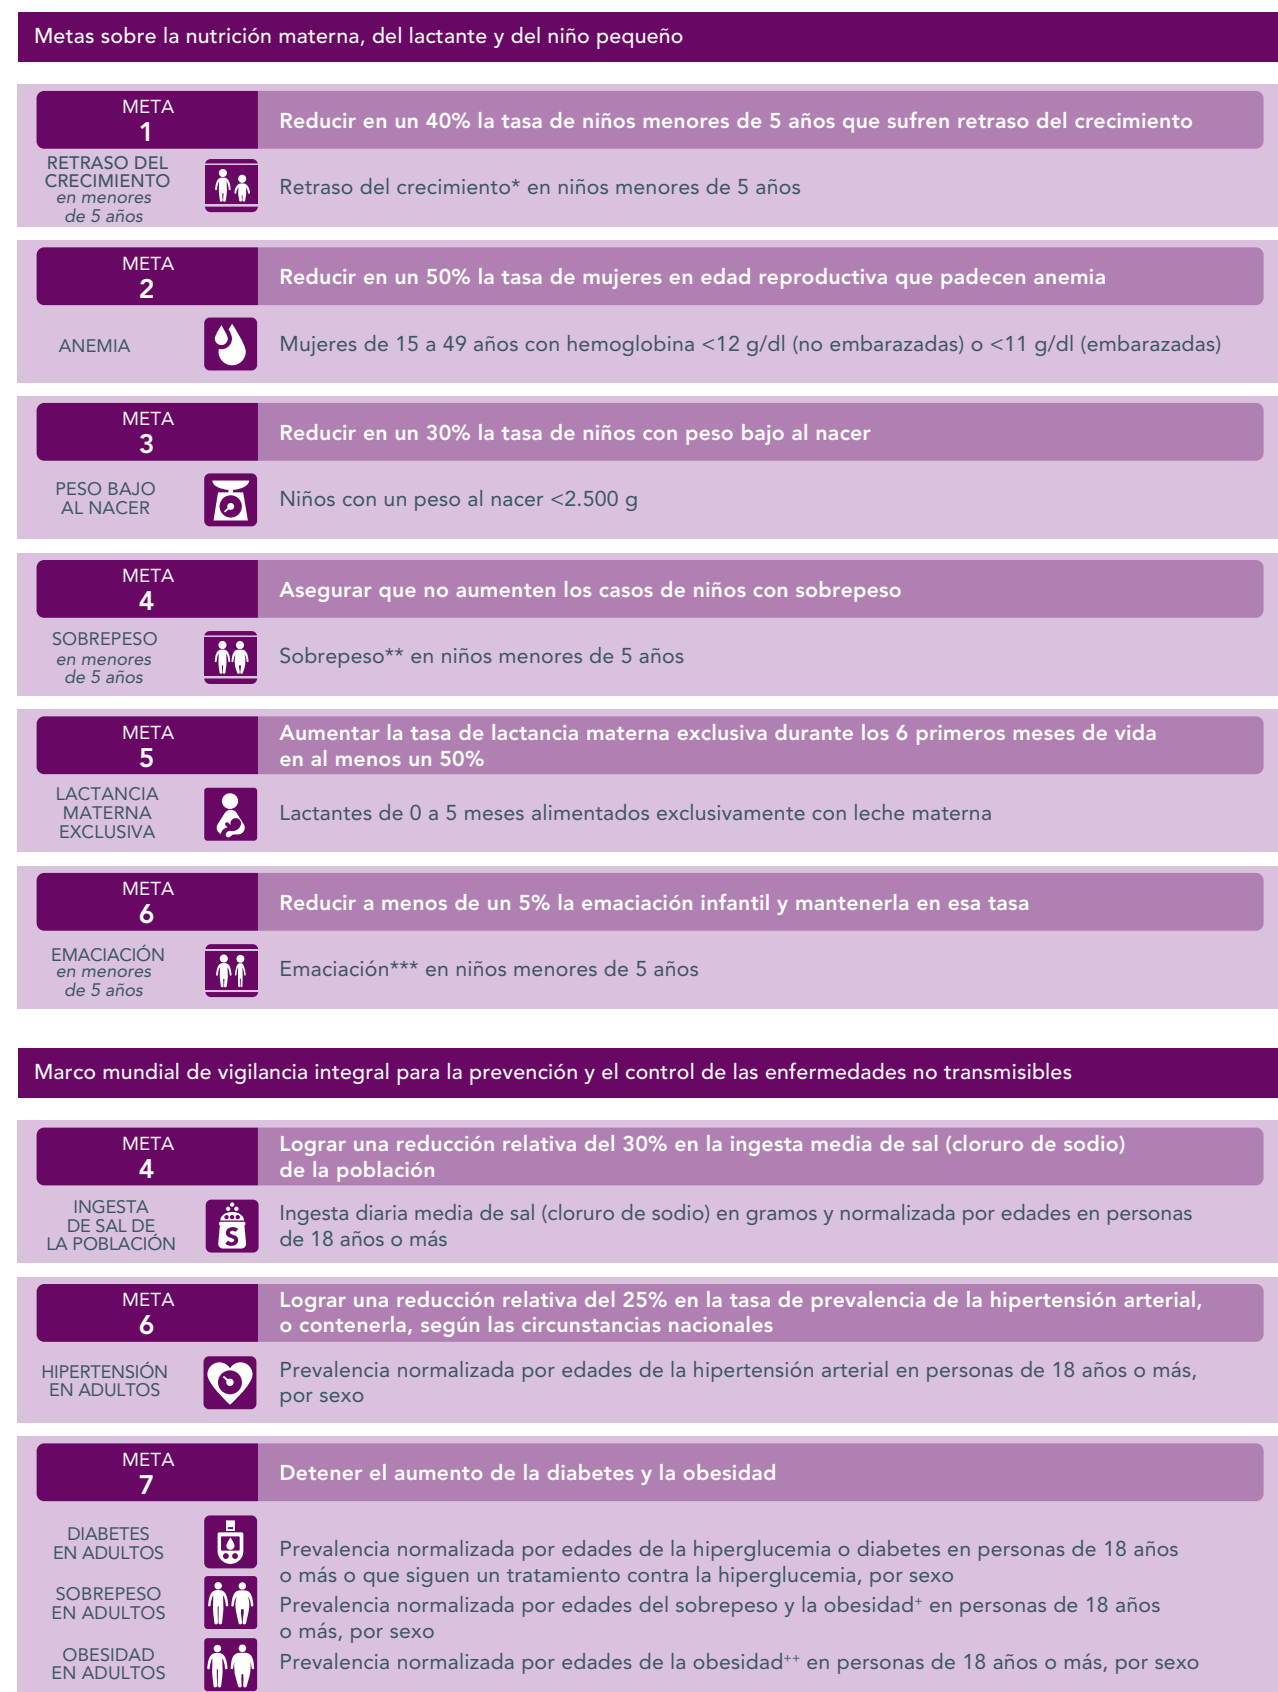 Metas sobre la nutrición materna, del lactante y del niño pequeño
META
1
Reducir en un 40% la tasa de niños menores de 5 años que sufren retraso del crecimiento
RETRASO DEL
CRECIMIENTO
en menores
de 5 años
Retraso del crecimiento* en niños menores de 5 años
META
2
Reducir en un 50% la tasa de mujeres en edad reproductiva que padecen anemia
ANEMIA
Mujeres de 15 a 49 años con hemoglobina <12 g/dl (no embarazadas) o <11 g/dl (embarazadas)
META
3
Reducir en un 30% la tasa de niños con peso bajo al nacer
PESO BAJO
AL NACER
Niños con un peso al nacer <2.500 g
META
4
Asegurar que no aumenten los casos de niños con sobrepeso
SOBREPESO
en menores
de 5 años
Sobrepeso** en niños menores de 5 años
META
5
Aumentar la tasa de lactancia materna exclusiva durante los 6 primeros meses de vida
en al menos un 50%
LACTANCIA
MATERNA
EXCLUSIVA
Lactantes de 0 a 5 meses alimentados exclusivamente con leche materna
META
6
Reducir a menos de un 5% la emaciación infantil y mantenerla en esa tasa
EMACIACIÓN
en menores
de 5 años
Emaciación*** en niños menores de 5 años
Marco mundial de vigilancia integral para la prevención y el control de las enfermedades no transmisibles
META
4
Lograr una reducción relativa del 30% en la ingesta media de sal (cloruro de sodio)
de la población
INGESTA
DE SAL DE
LA POBLACIÓN
S
Ingesta diaria media de sal (cloruro de sodio) en gramos y normalizada por edades en personas
de 18 años o más
META
6
Lograr una reducción relativa del 25% en la tasa de prevalencia de la hipertensión arterial,
o contenerla, según las circunstancias nacionales
HIPERTENSIÓN
EN ADULTOS
Prevalencia normalizada por edades de la hipertensión arterial en personas de 18 años o más,
por sexo
META
7
Detener el aumento de la diabetes y la obesidad
DIABETES
EN ADULTOS
Prevalencia normalizada por edades de la hiperglucemia o diabetes en personas de 18 años
o más o que siguen un tratamiento contra la hiperglucemia, por sexo
SOBREPESO
EN ADULTOS
Prevalencia normalizada por edades del sobrepeso y la obesidad+ en personas de 18 años
o más, por sexo
OBESIDAD
EN ADULTOS
Prevalencia normalizada por edades de la obesidad++ en personas de 18 años o más, por sexo